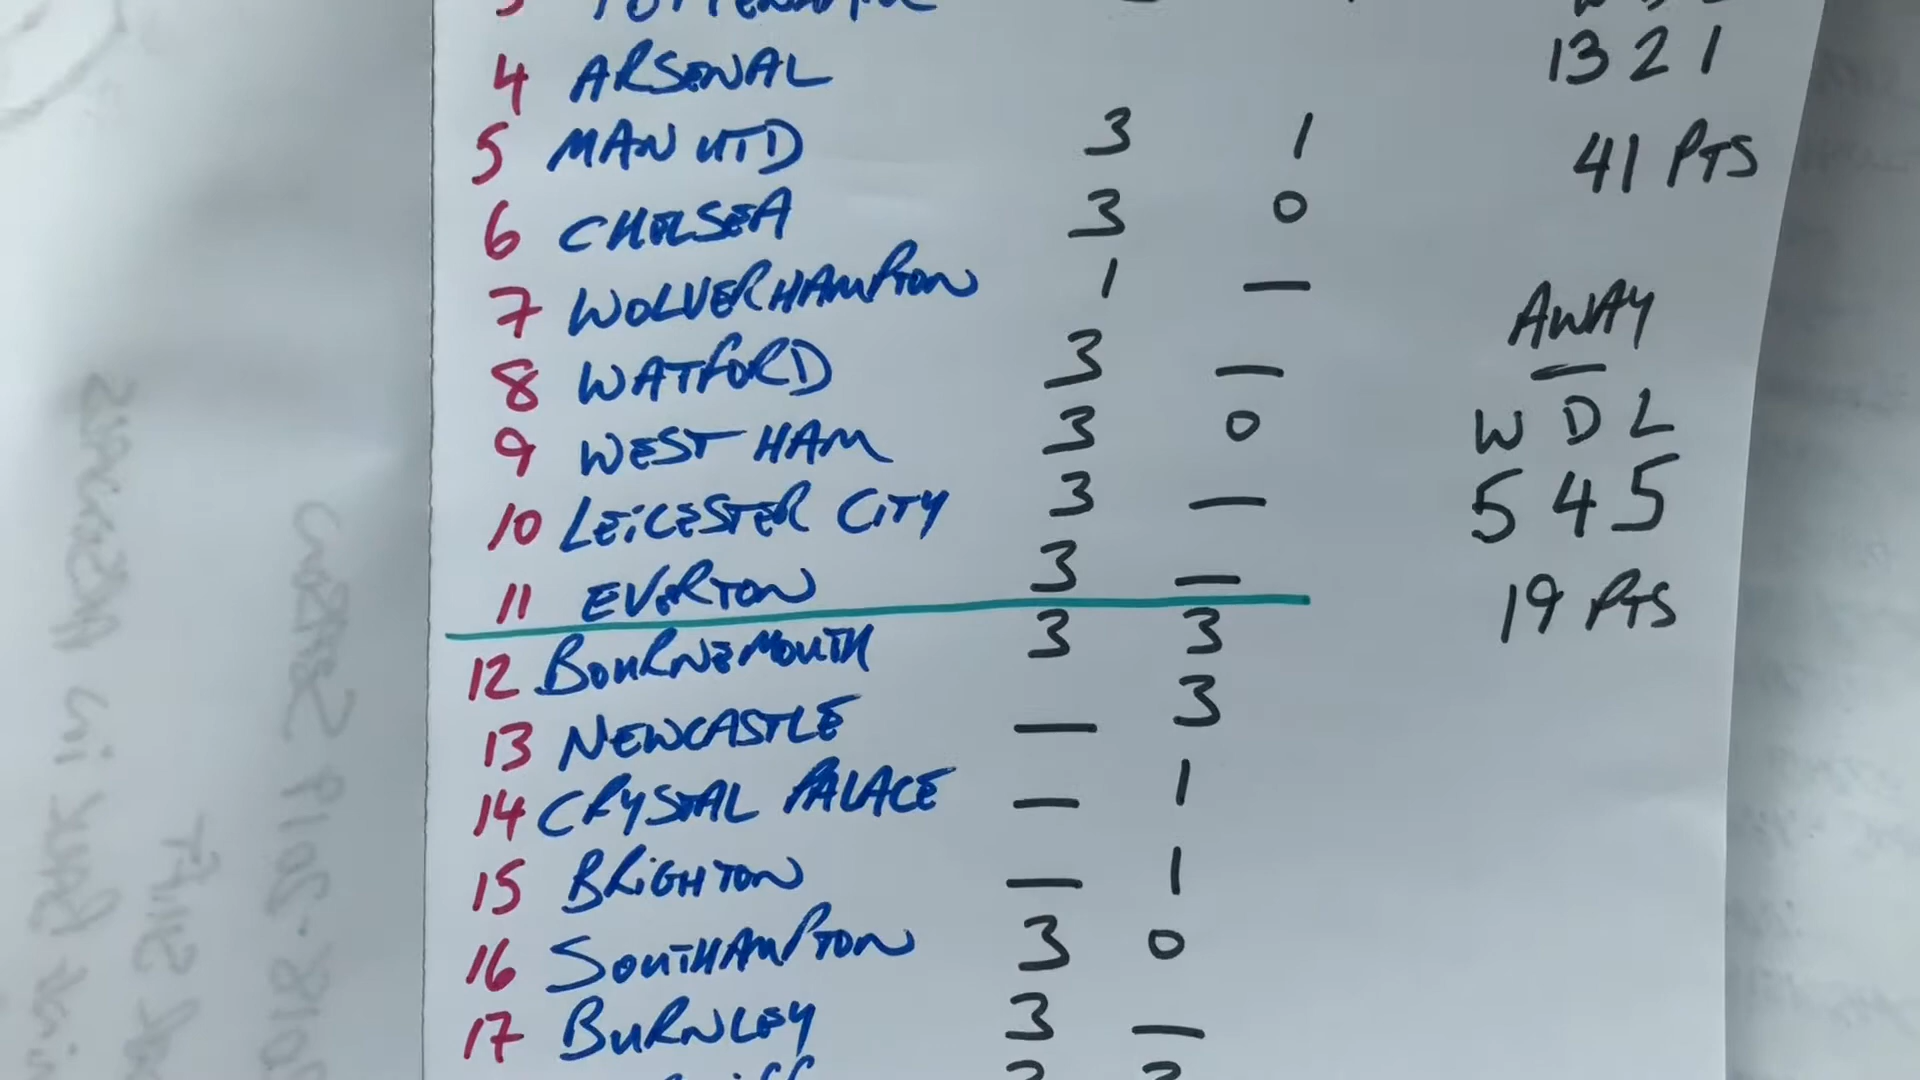 3 TOTTENHAM
4 ARSENAL
5 MAN UTD 3 1
6 CHELSEA 3 0
7 WOLVERHAMPTON 1 —
8 WATFORD 3 —
9 WEST HAM 3 0
10 LEICESTER CITY 3 —
11 EVERTON 3 —
12 BOURNEMOUTH 3 3
13 NEWCASTLE — 3
14 CRYSTAL PALACE — 1
15 BRIGHTON — 1
16 SOUTHAMPTON 3 0
17 BURNLEY 3 —
W D L
13 2 1
41 PTS
AWAY
W D L
5 4 5
19 PTS